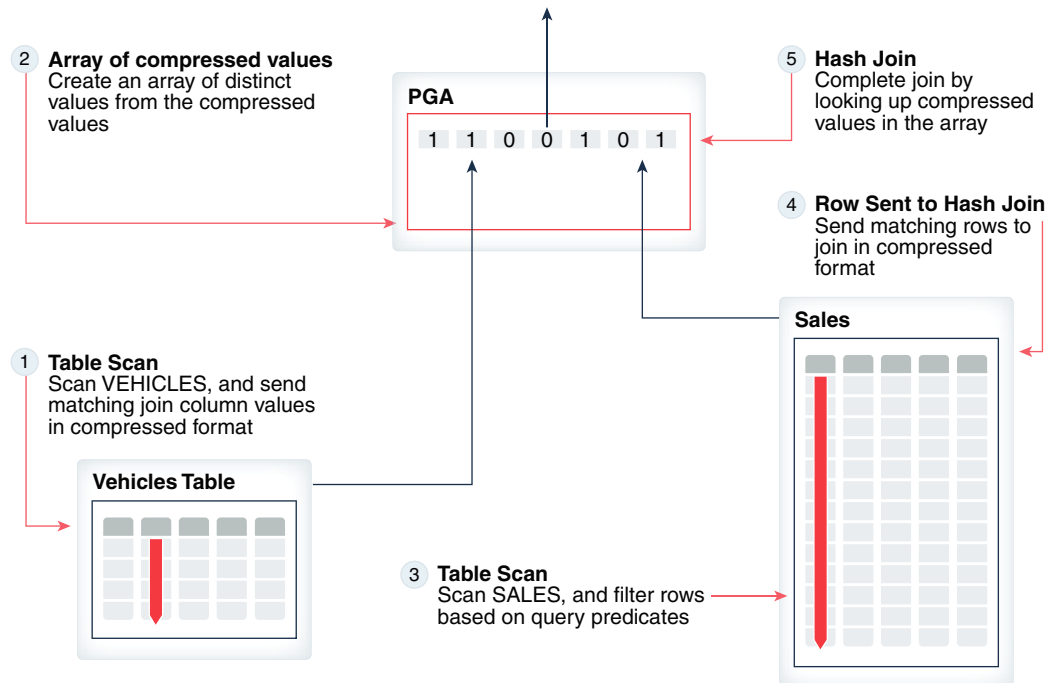 2 Array of compressed values
Create an array of distinct
values from the compressed
values
PGA
1 1 0 0 1 0 1
5 Hash Join
Complete join by
looking up compressed
values in the array
4 Row Sent to Hash Join
Send matching rows to
join in compressed
format
1 Table Scan
Scan VEHICLES, and send
matching join column values
in compressed format
Vehicles Table
Sales
3 Table Scan
Scan SALES, and filter rows
based on query predicates